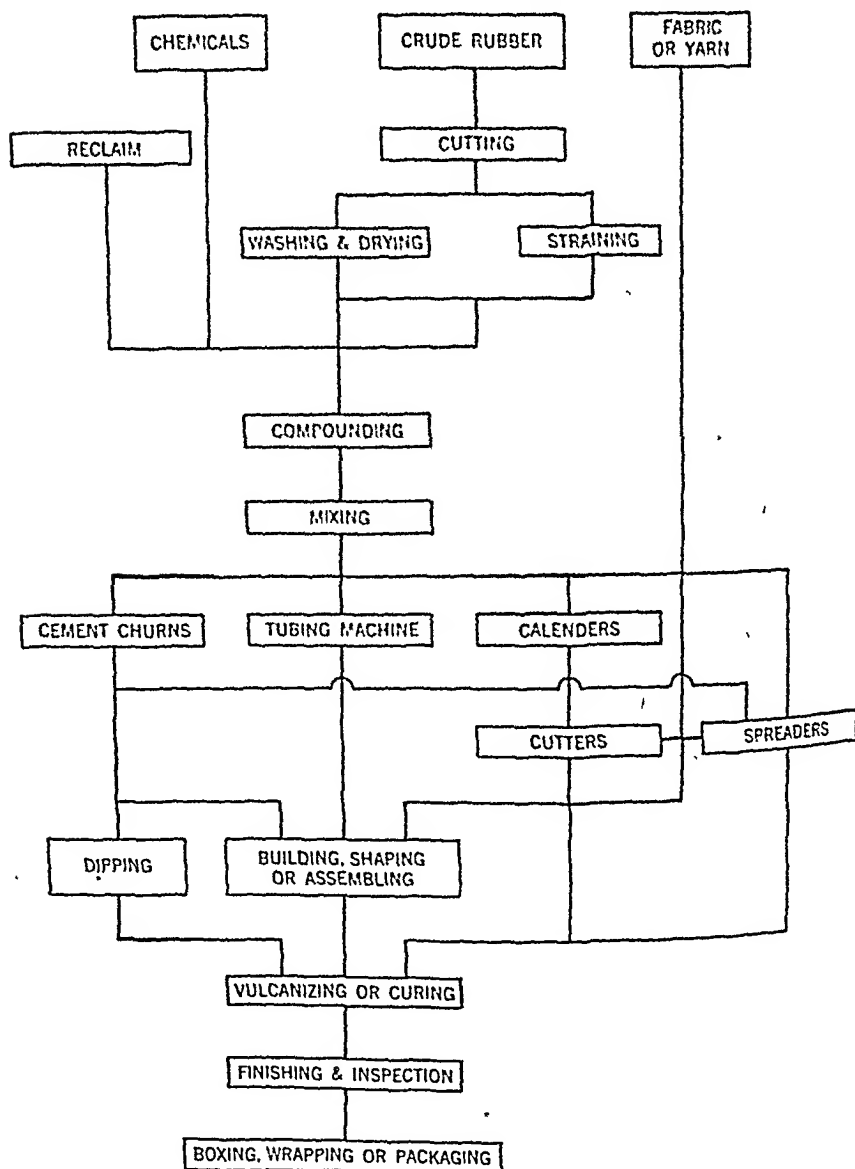 CHEMICALS
CRUDE RUBBER
FABRIC
OR YARN
RECLAIM
CUTTING
WASHING & DRYING
STRAINING
COMPOUNDING
MIXING
CEMENT CHURNS
TUBING MACHINE
CALENDERS
CUTTERS
SPREADERS
DIPPING
BUILDING, SHAPING
OR ASSEMBLING
VULCANIZING OR CURING
FINISHING & INSPECTION
BOXING, WRAPPING OR PACKAGING